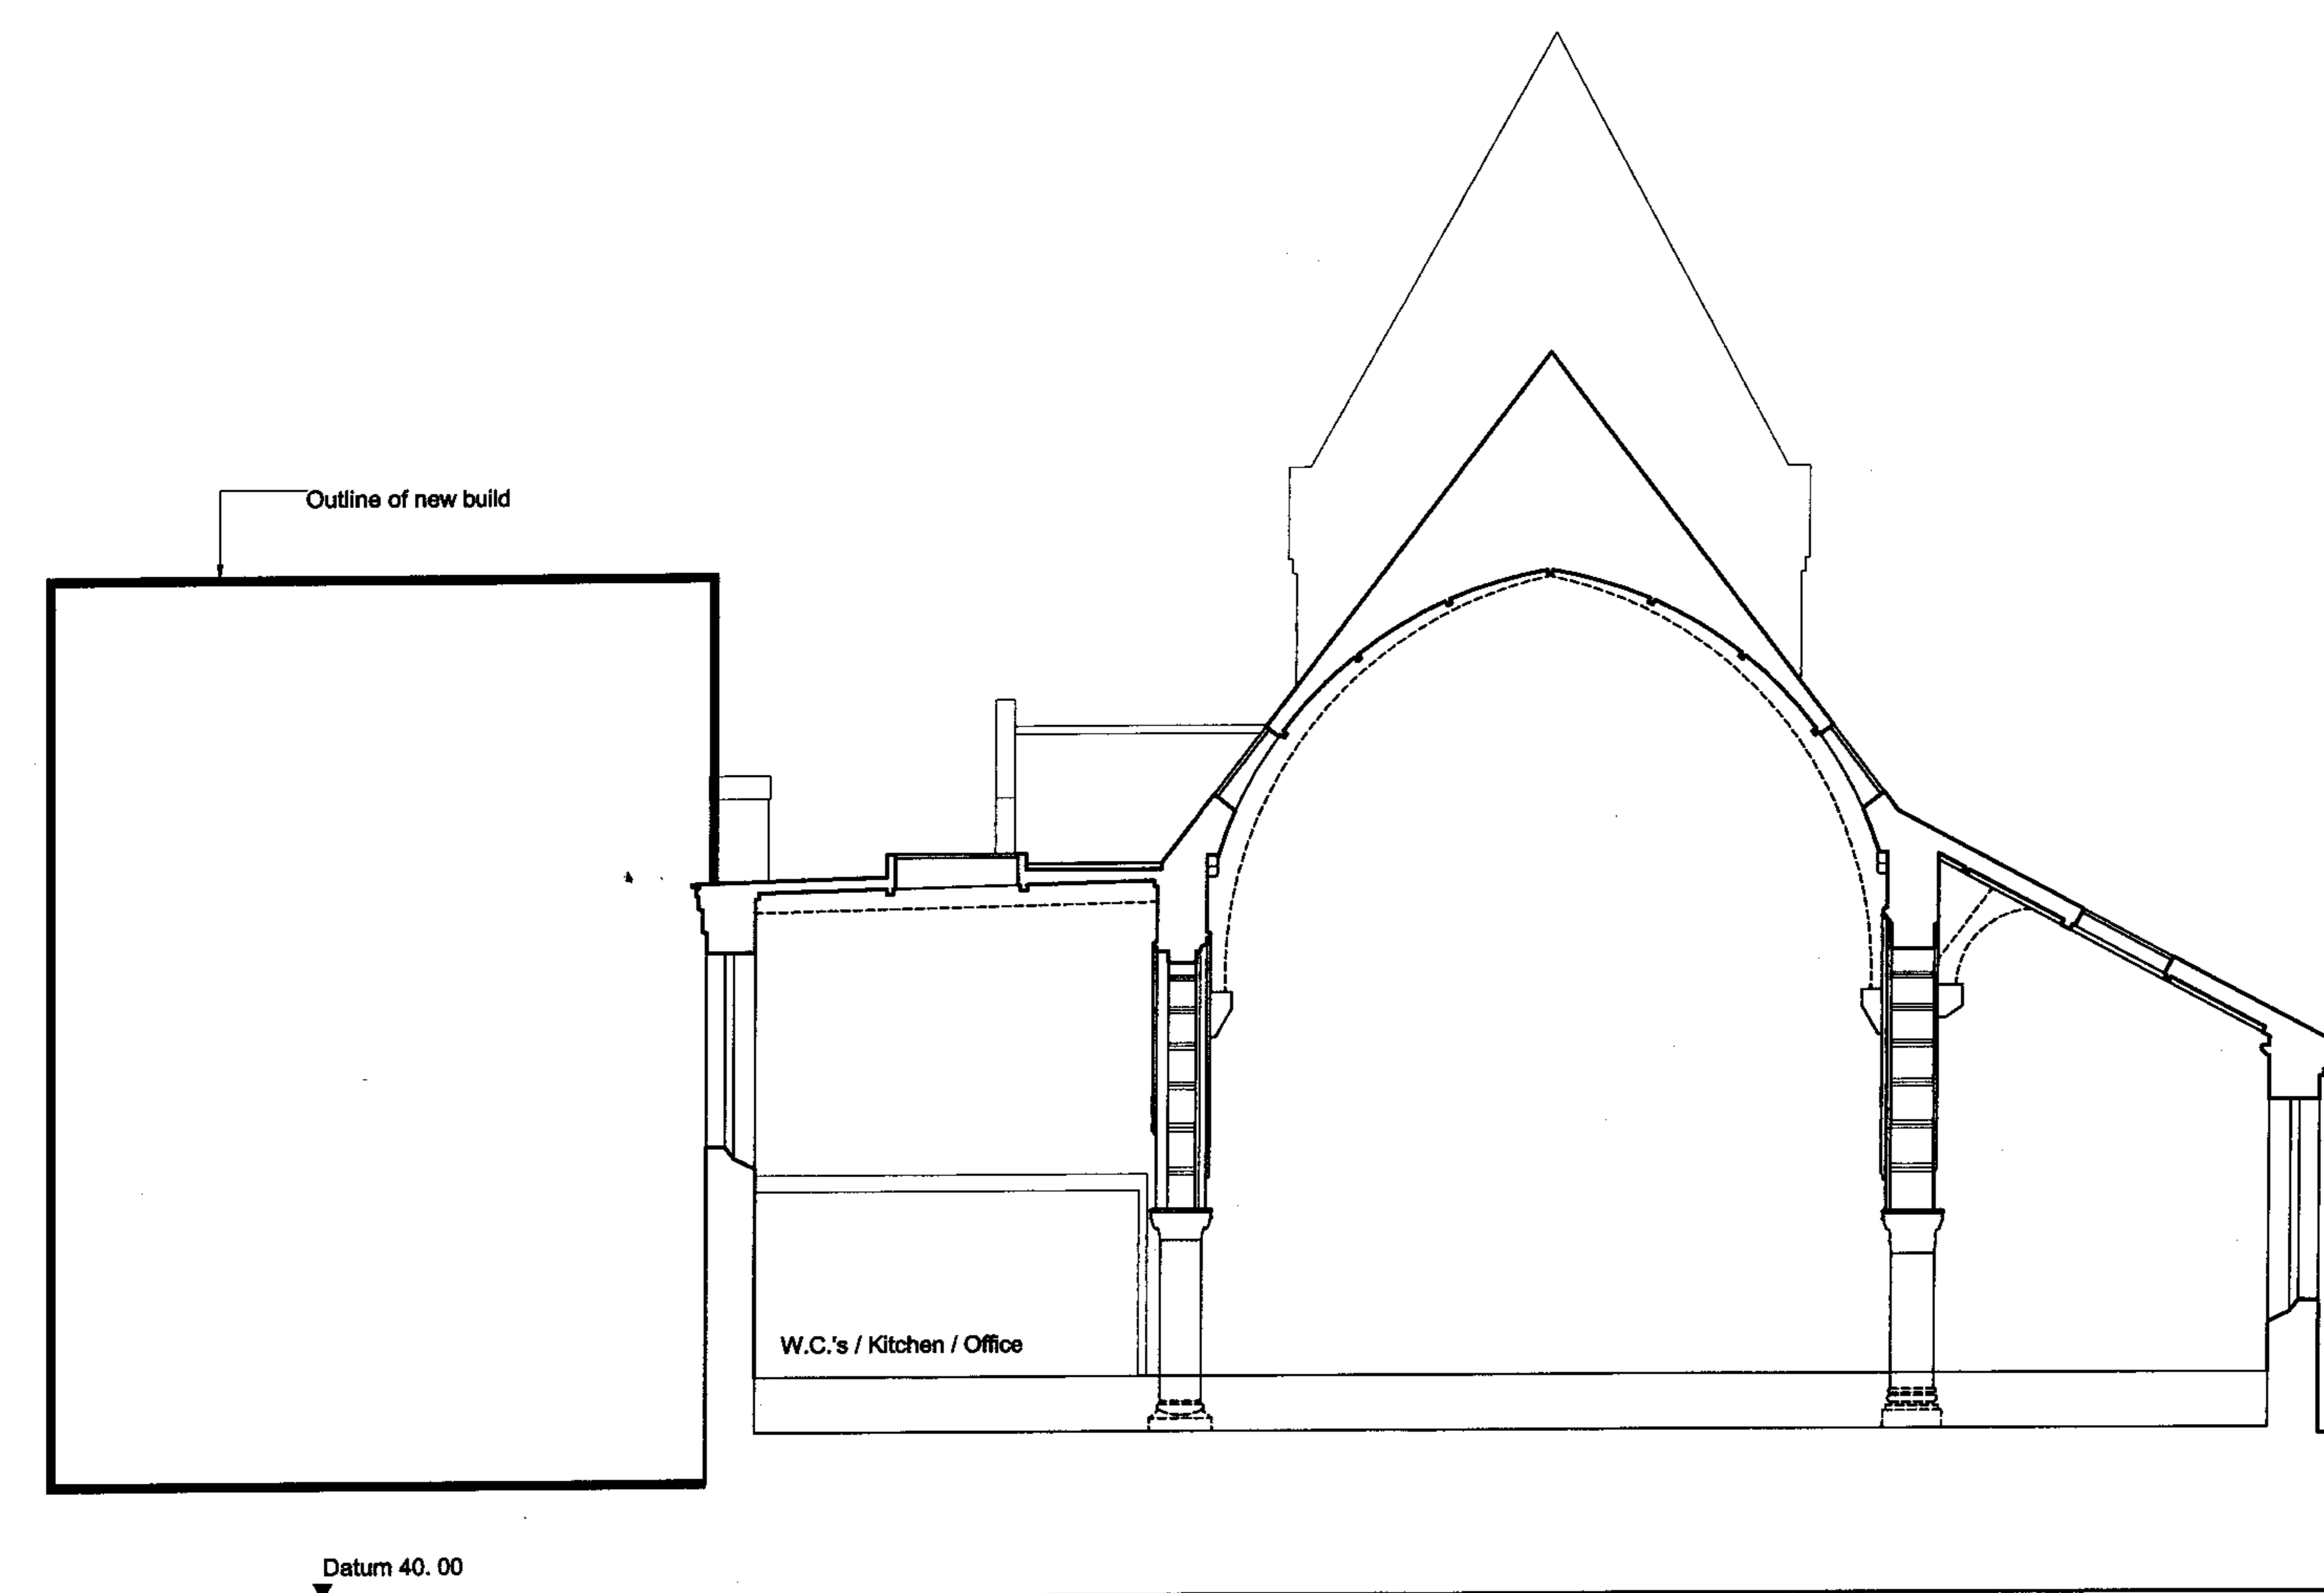 Outline of new build
W.C.'s / Kitchen / Office
Datum 40. 00